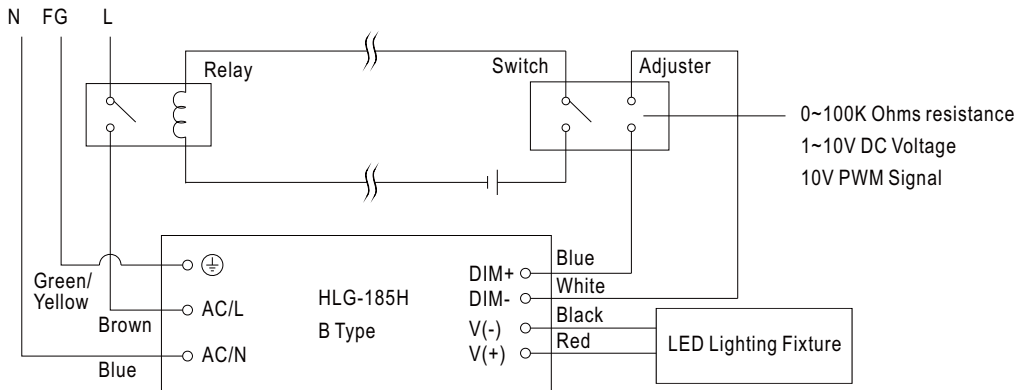 N FG L
Relay
Switch
Adjuster
0~100K Ohms resistance
1~10V DC Voltage
10V PWM Signal
Green/
Yellow
Brown
Blue
AC/L
AC/N
HLG-185H
B Type
DIM+
DIM-
V(-)
V(+)
Blue
White
Black
Red
LED Lighting Fixture